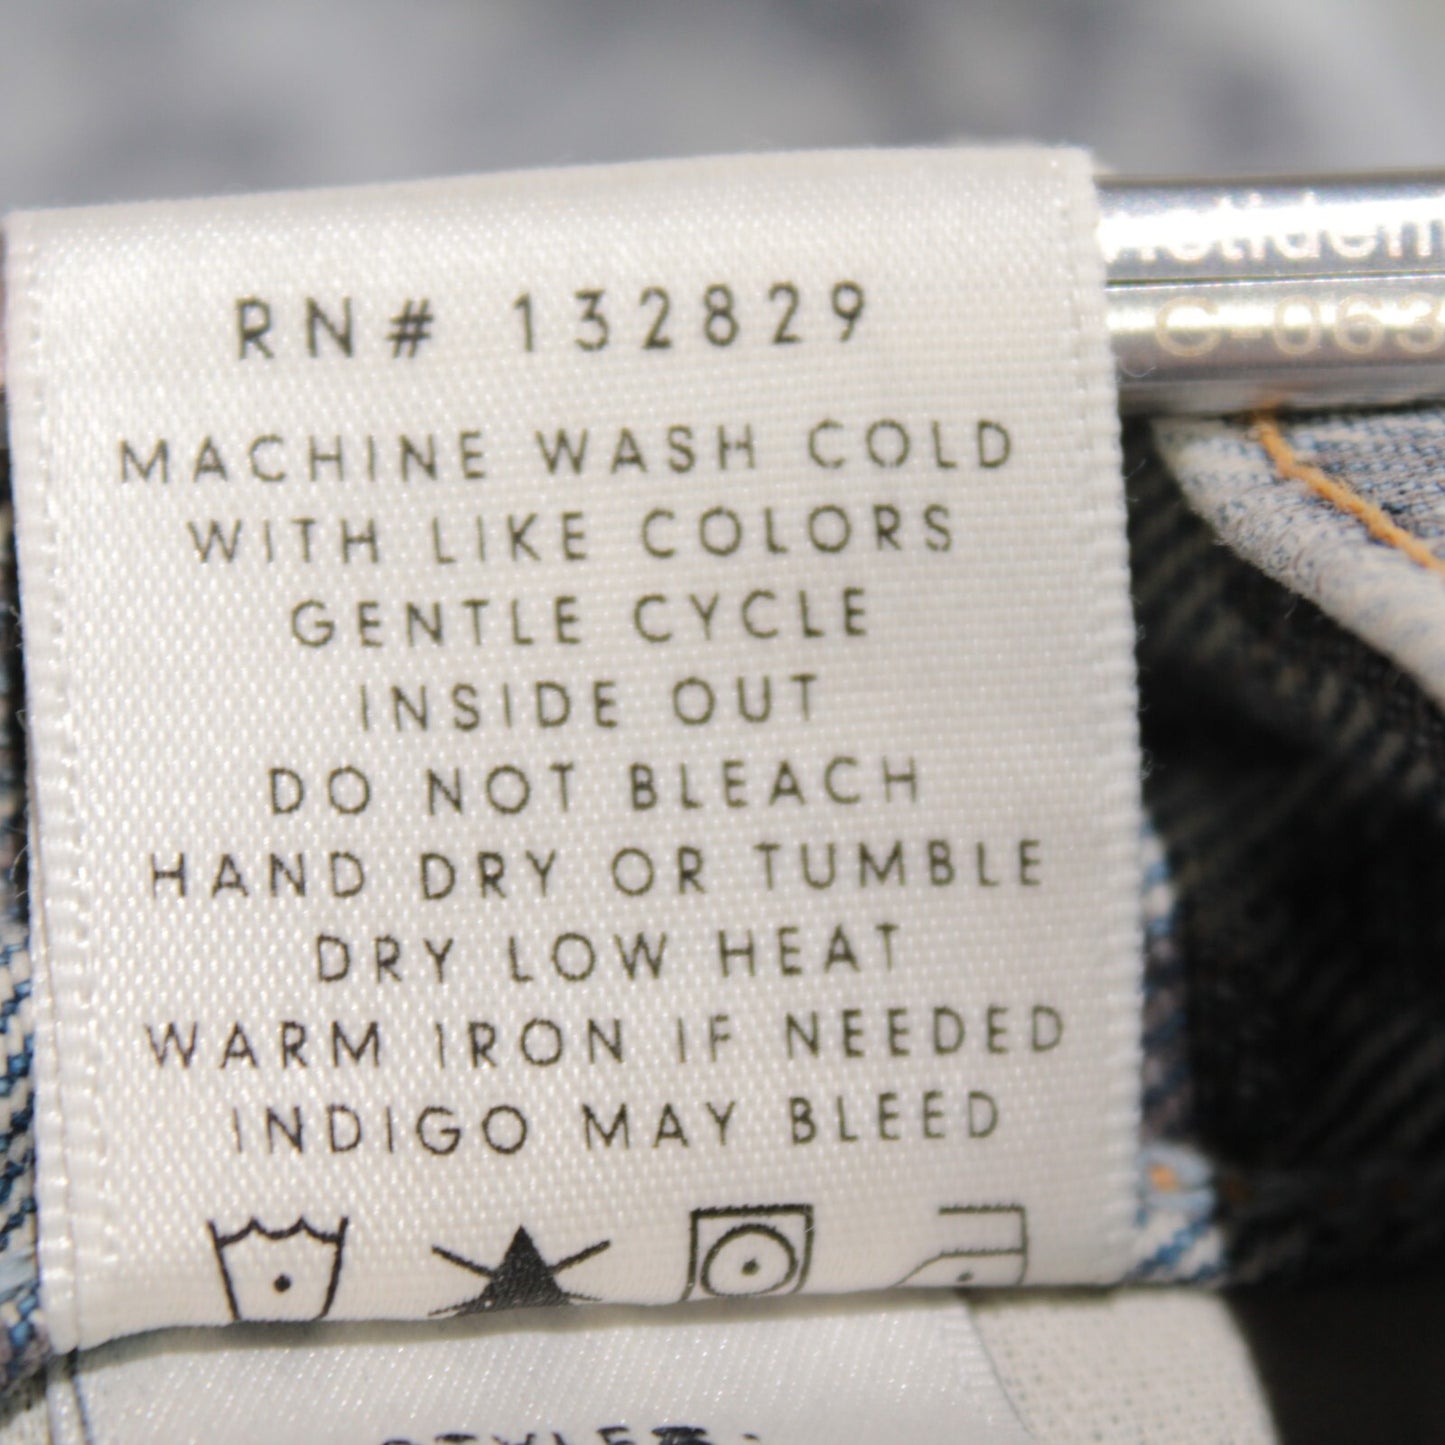 RN# 132829
MACHINE WASH COLD
WITH LIKE COLORS
GENTLE CYCLE
INSIDE OUT
DO NOT BLEACH
HAND DRY OR TUMBLE
DRY LOW HEAT
WARM IRON IF NEEDED
INDIGO MAY BLEED
C-063